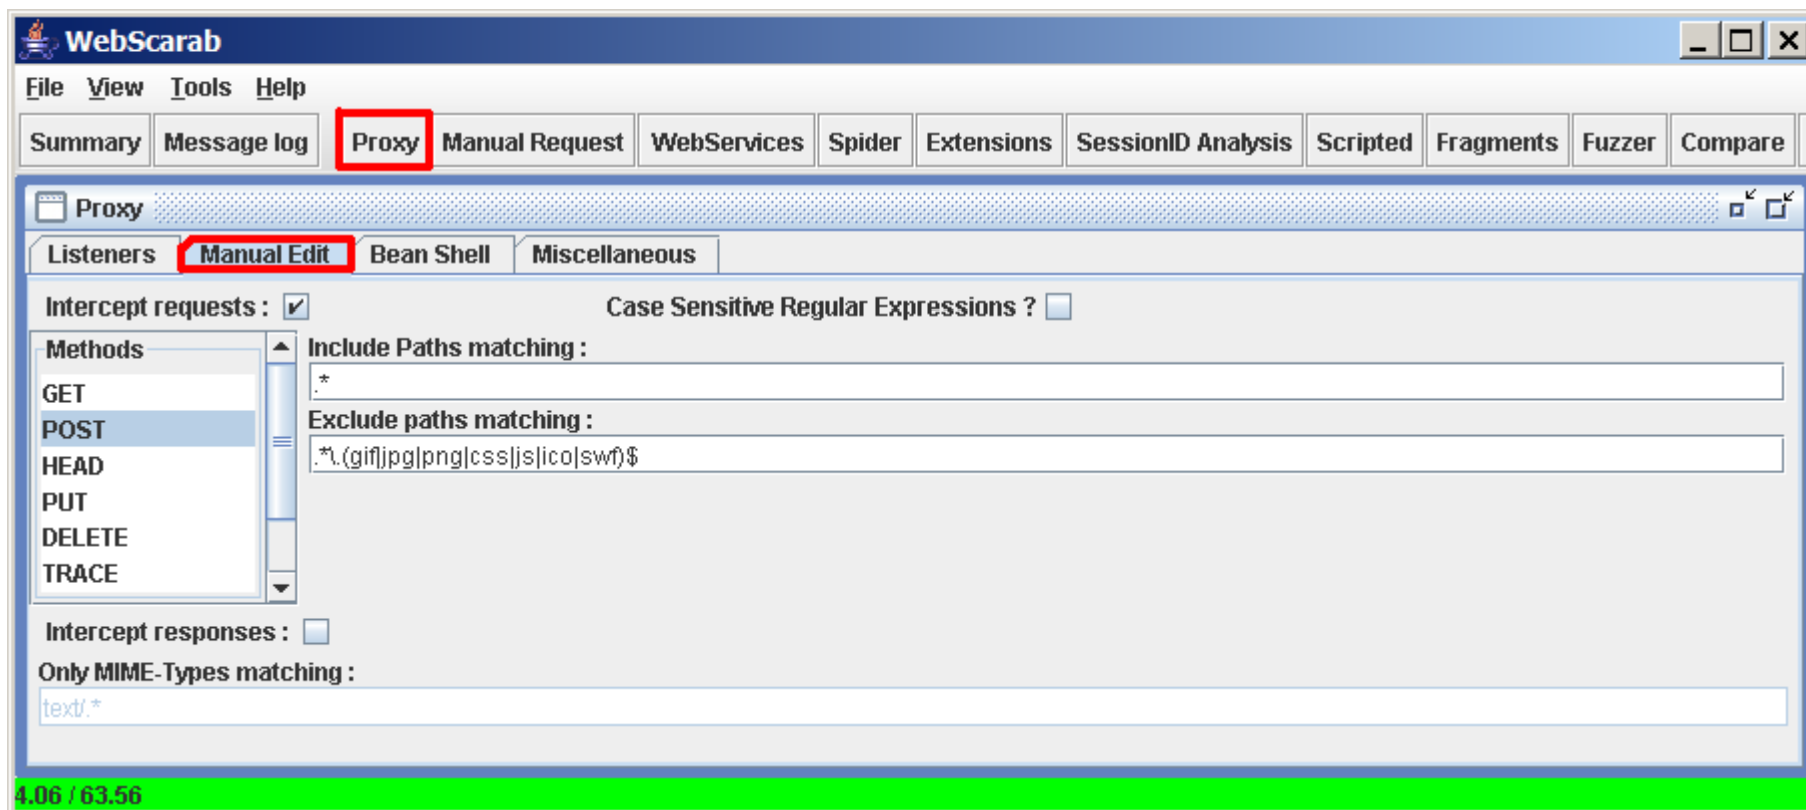 WebScarab
File View Tools Help
Summary Message log Proxy Manual Request WebServices Spider Extensions SessionID Analysis Scripted Fragments Fuzzer Compare
Proxy
Listeners Manual Edit Bean Shell Miscellaneous
Intercept requests : Case Sensitive Regular Expressions ?
Methods
Include Paths matching :
.*
GET
Exclude paths matching :
POST
.*\.(gif|jpg|png|css|js|ico|swf)$
HEAD
PUT
DELETE
TRACE
Intercept responses :
Only MIME-Types matching :
text/.*
4.06 / 63.56